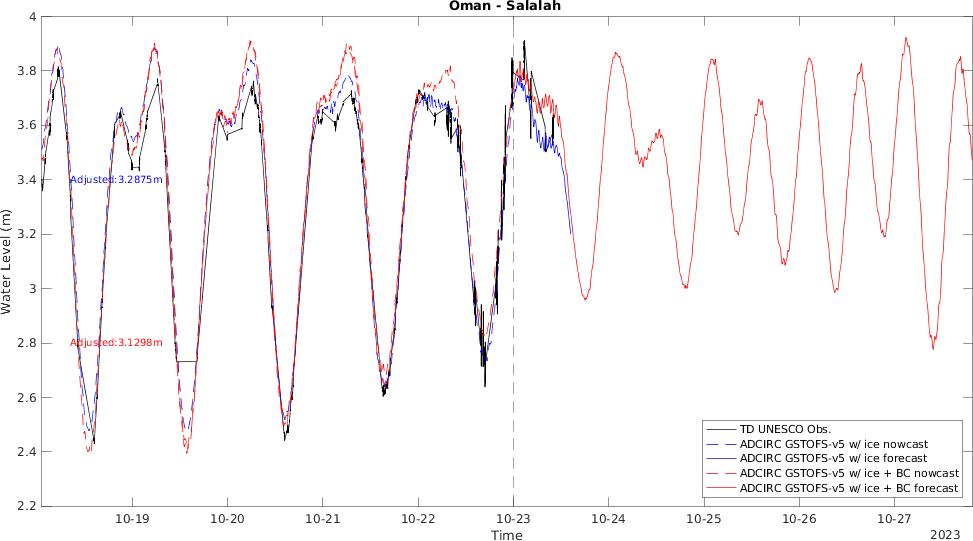 Oman - Salalah
Water Level (m)
4
3.8
3.6
3.4
3.2
3
2.8
2.6
2.4
2.2
Adjusted:3.2875m
Adjusted:3.1298m
TD UNESCO Obs.
ADCIRC GSTOFS-v5 w/ ice nowcast
ADCIRC GSTOFS-v5 w/ ice forecast
ADCIRC GSTOFS-v5 w/ ice + BC nowcast
ADCIRC GSTOFS-v5 w/ ice + BC forecast
10-19 10-20 10-21 10-22 10-23 10-24 10-25 10-26 10-27
Time
2023